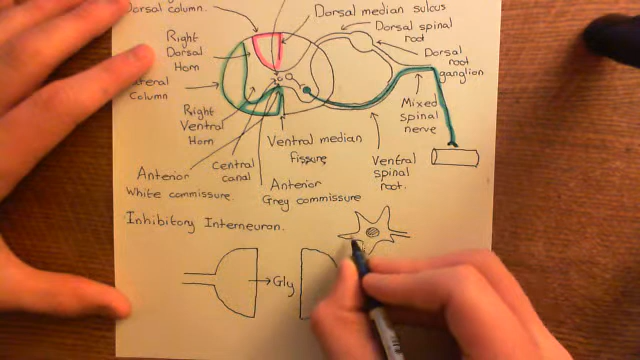 Dorsal column.
Dorsal median sulcus
Dorsal spinal
root
Right
Dorsal
Horn
Dorsal
root
ganglion
Column
Right
Ventral
Horn
Mixed
spinal
nerve
Ventral median
fissure
Ventral
spinal
root.
Central
canal
Anterior
White commissure.
Anterior
Grey commissure
Inhibitory Interneuron.
Gly